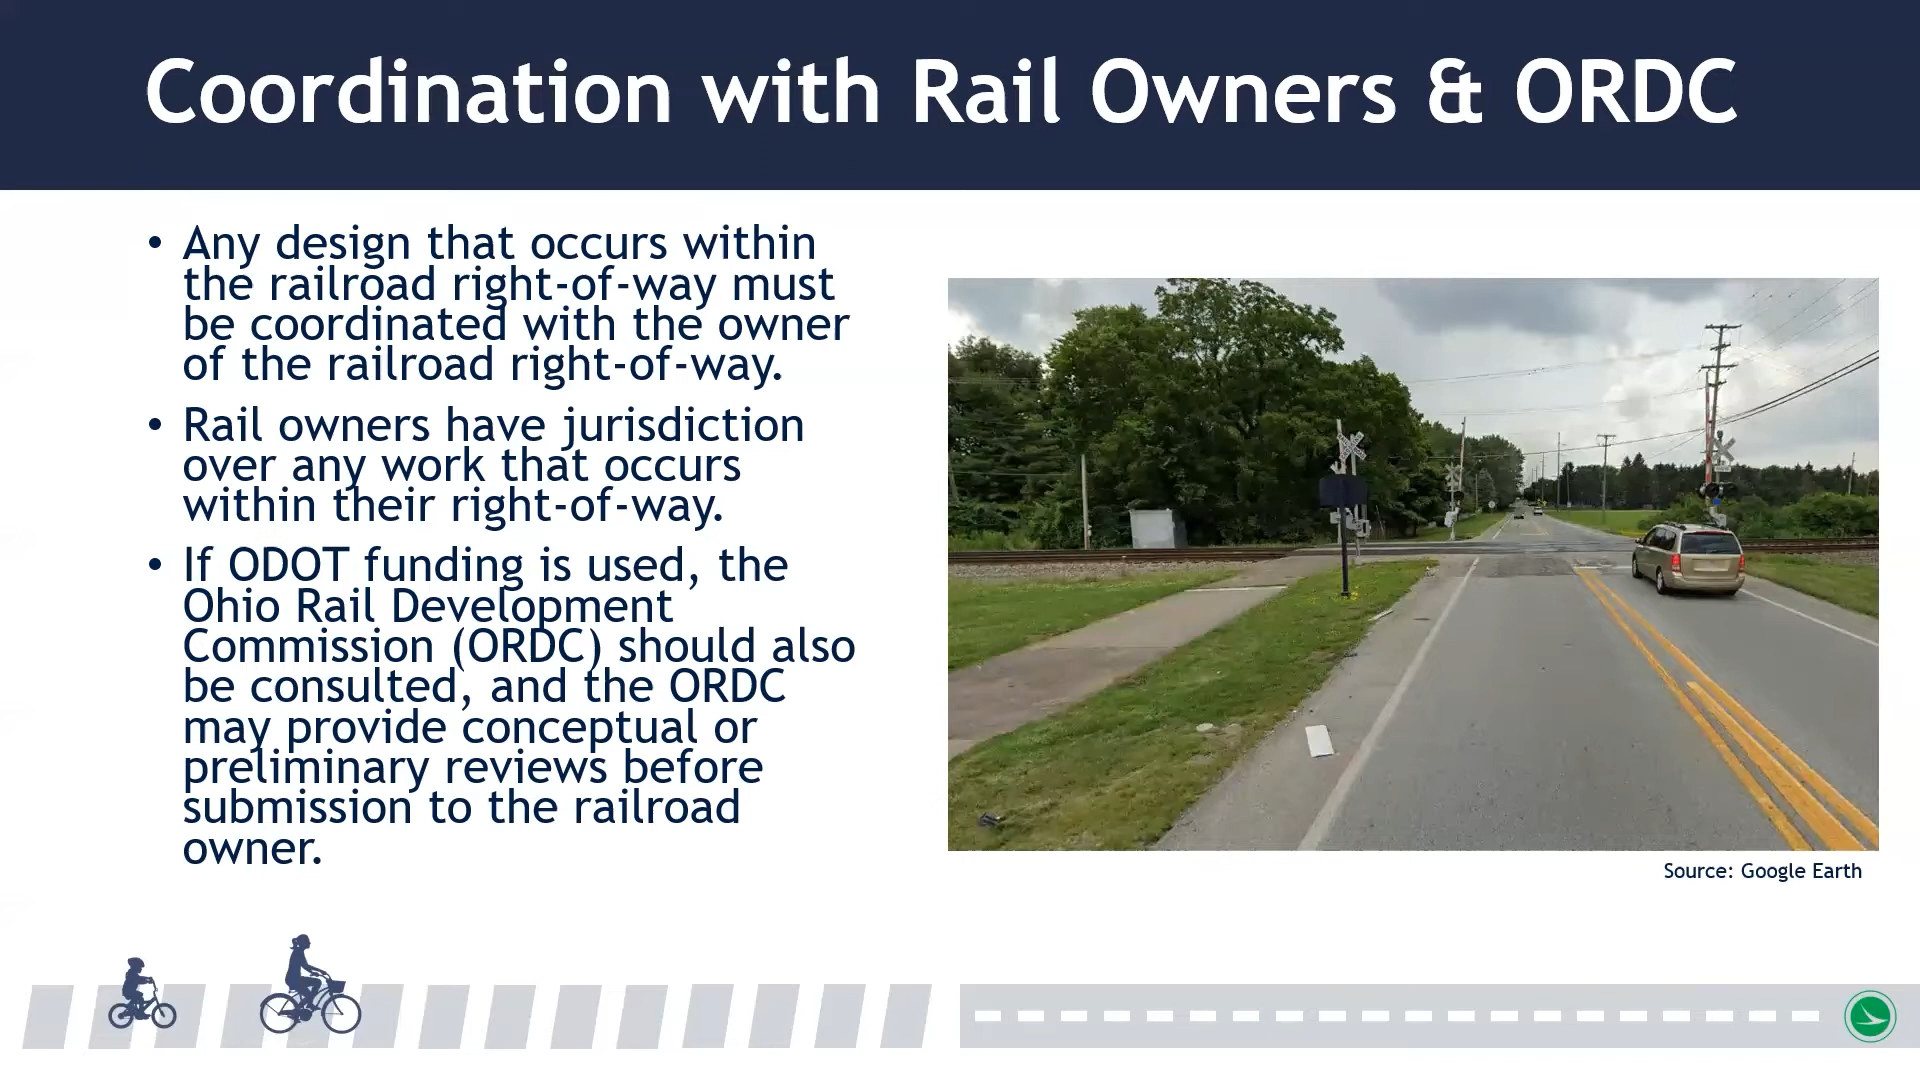 Coordination with Rail Owners & ORDC
• Any design that occurs within
the railroad right-of-way must
be coordinated with the owner
of the railroad right-of-way.
• Rail owners have jurisdiction
over any work that occurs
within their right-of-way.
• If ODOT funding is used, the
Ohio Rail Development
Commission (ORDC) should also
be consulted, and the ORDC
may provide conceptual or
preliminary reviews before
submission to the railroad
owner.
Source: Google Earth